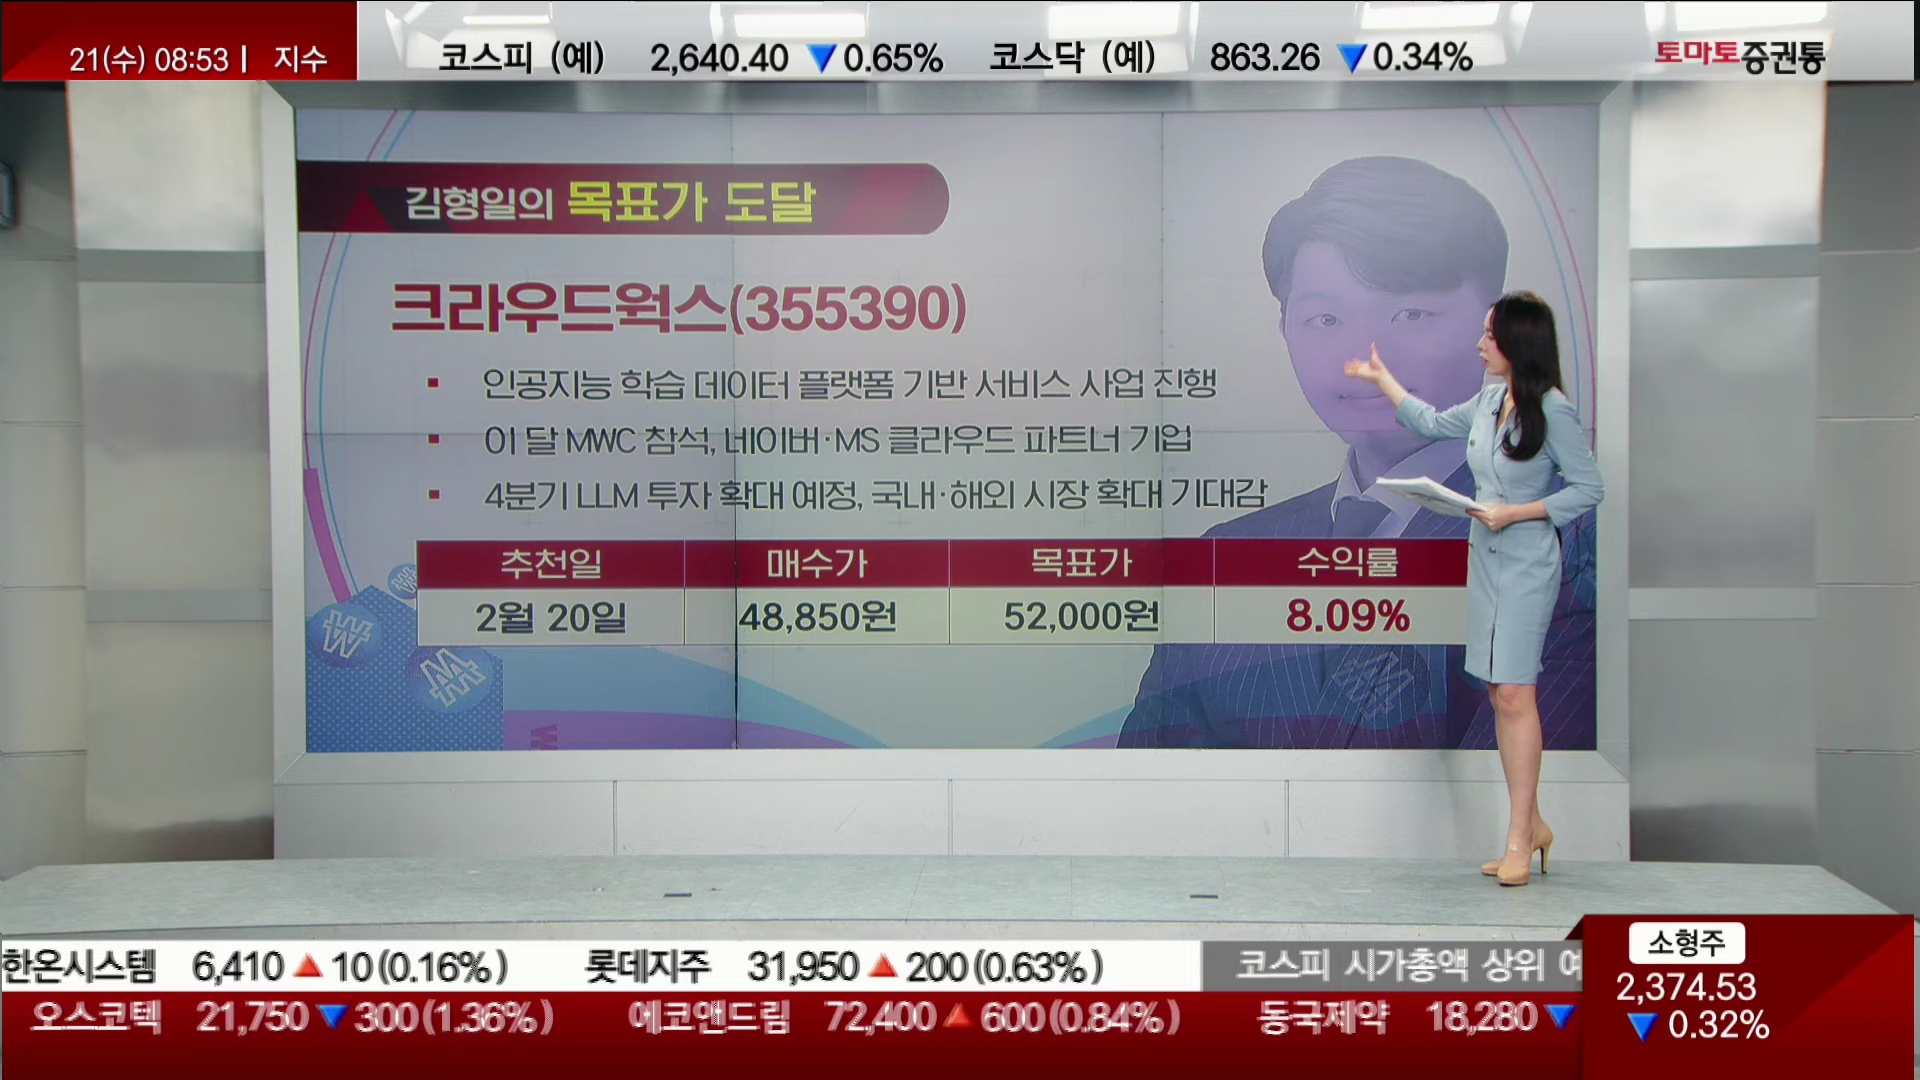 21(수) 08:53 | 지수
코스피 (예) 2,640.40 ▼0.65% 코스닥 (예) 863.26 ▼0.34%
토마토증권통
김형일의 목표가 도달
크라우드웍스(355390)
▪ 인공지능 학습 데이터 플랫폼 기반 서비스 사업 진행
▪ 이 달 MWC 참석, 네이버·MS 클라우드 파트너 기업
▪ 4분기 LLM 투자 확대 예정, 국내·해외 시장 확대 기대감
추천일 매수가 목표가 수익률
2월 20일 48,850원 52,000원 8.09%
한온시스템 6,410 ▲ 10(0.16%) 롯데지주 31,950 ▲ 200(0.63%) 코스피 시가총액 상위 예
오스코텍 21,750 ▼ 300(1.36%) 에코앤드림 72,400 ▲ 600(0.84%) 동국제약 18,280 ▼
소형주
2,374.53
▼ 0.32%